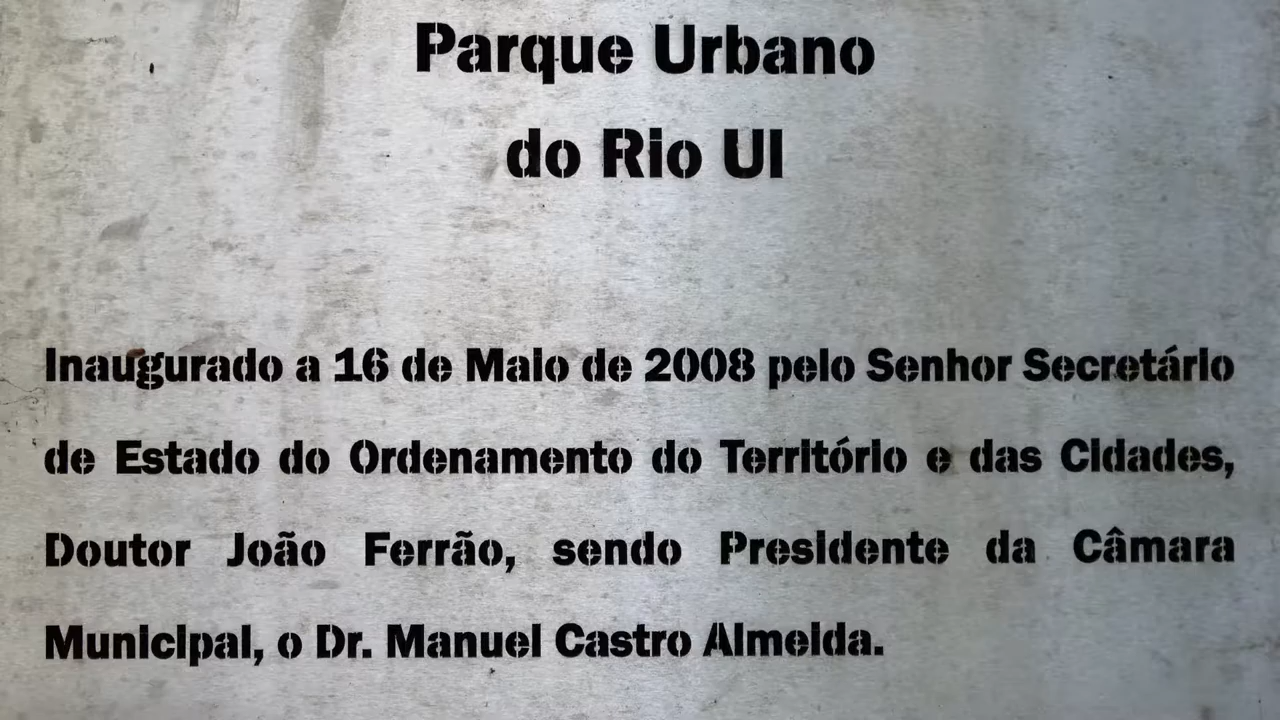 Parque Urbano
do Rio Ul
Inaugurado a 16 de Maio de 2008 pelo Senhor Secretário
de Estado do Ordenamento do Território e das Cidades,
Doutor João Ferrão, sendo Presidente da Câmara
Municipal, o Dr. Manuel Castro Almeida.